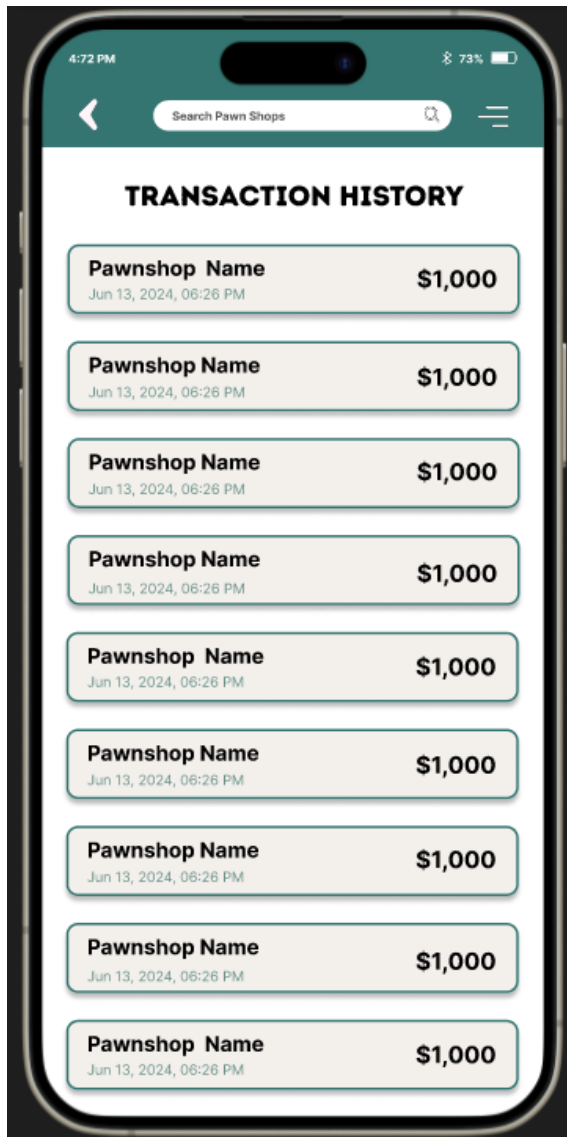 4:72 PM 73%
Search Pawn Shops
TRANSACTION HISTORY
Pawnshop Name
$1,000
Jun 13, 2024, 06:26 PM
Pawnshop Name
$1,000
Jun 13, 2024, 06:26 PM
Pawnshop Name
$1,000
Jun 13, 2024, 06:26 PM
Pawnshop Name
$1,000
Jun 13, 2024, 06:26 PM
Pawnshop Name
$1,000
Jun 13, 2024, 06:26 PM
Pawnshop Name
$1,000
Jun 13, 2024, 06:26 PM
Pawnshop Name
$1,000
Jun 13, 2024, 06:26 PM
Pawnshop Name
$1,000
Jun 13, 2024, 06:26 PM
Pawnshop Name
$1,000
Jun 13, 2024, 06:26 PM